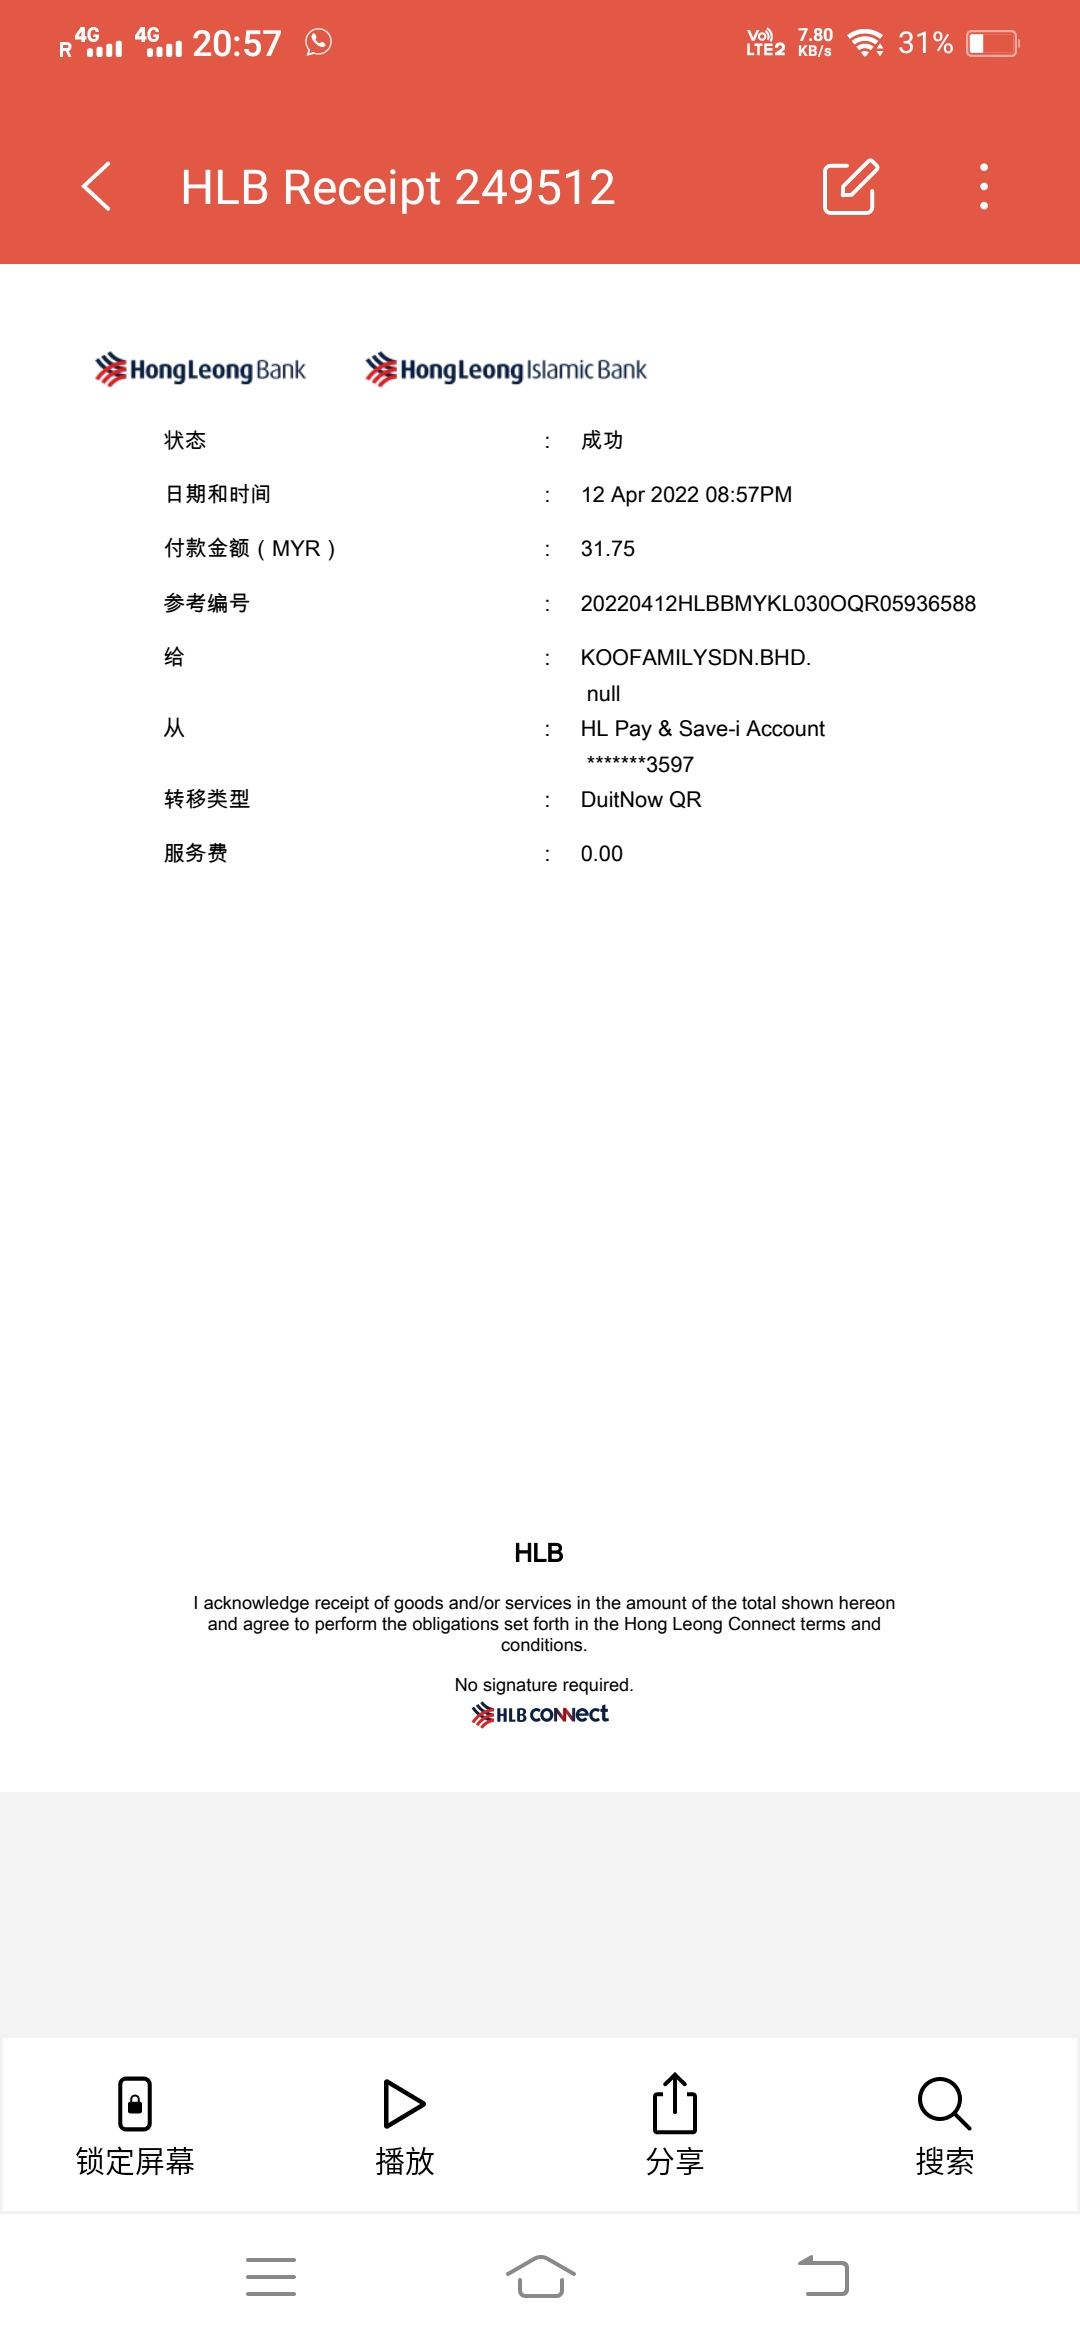 R 4G 4G 20:57 Vo)) LTE2 7.80 KB/s 31%
HLB Receipt 249512
HongLeong Bank HongLeong Islamic Bank
状态 : 成功
日期和时间 : 12 Apr 2022 08:57PM
付款金额 ( MYR ) : 31.75
参考编号 : 20220412HLBBMYKL030OQR05936588
给 : KOOFAMILYSDN.BHD.
null
从 : HL Pay & Save-i Account
*******3597
转移类型 : DuitNow QR
服务费 : 0.00
HLB
I acknowledge receipt of goods and/or services in the amount of the total shown hereon
and agree to perform the obligations set forth in the Hong Leong Connect terms and
conditions.
No signature required.
HLB CONNect
锁定屏幕 播放 分享 搜索